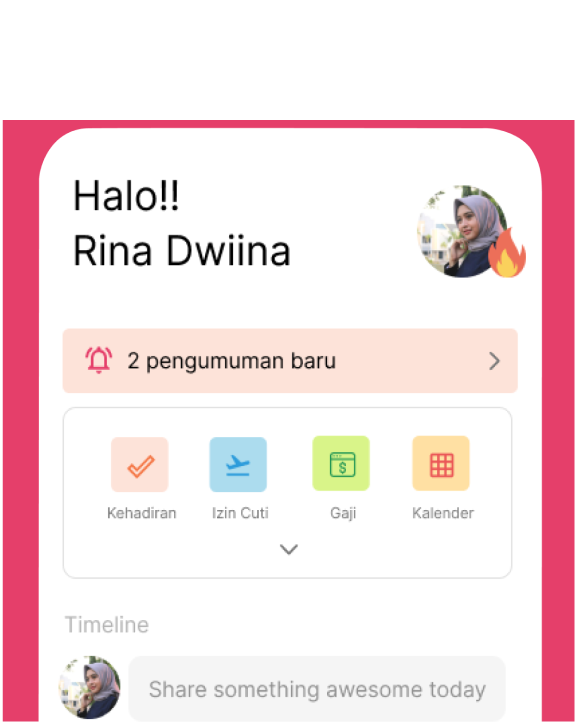 Halo!!
Rina Dwiina
2 pengumuman baru
Kehadiran
Izin Cuti
Gaji
Kalender
Timeline
Share something awesome today